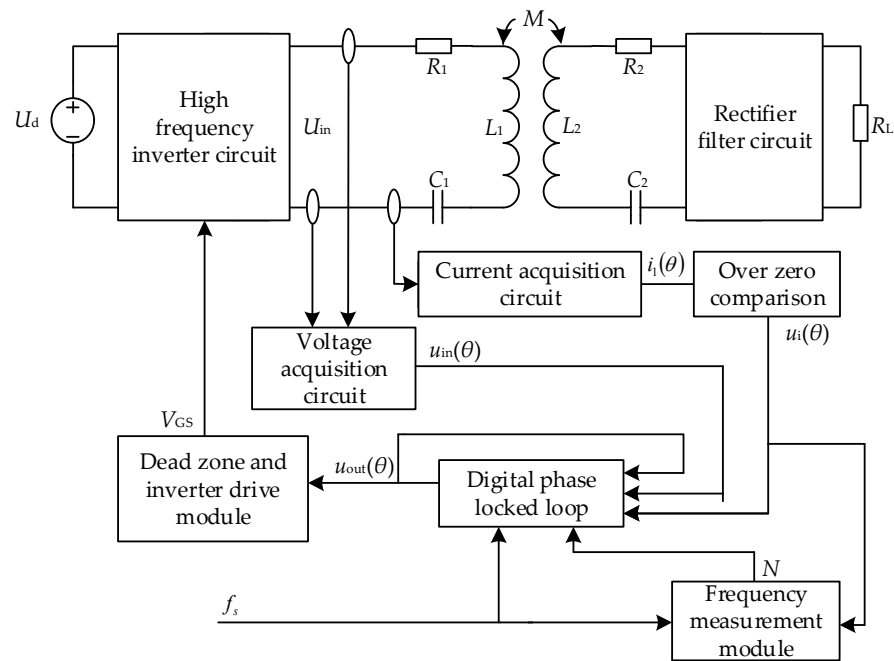 M
R1
R2
Ud
High
frequency
inverter circuit
Uin
L1
L2
Rectifier
filter circuit
RL
C1
C2
Current acquisition
circuit
i1(θ)
Over zero
comparison
Voltage
acquisition
circuit
uin(θ)
ui(θ)
VGS
Dead zone and
inverter drive
module
uout(θ)
Digital phase
locked loop
N
fs
Frequency
measurement
module